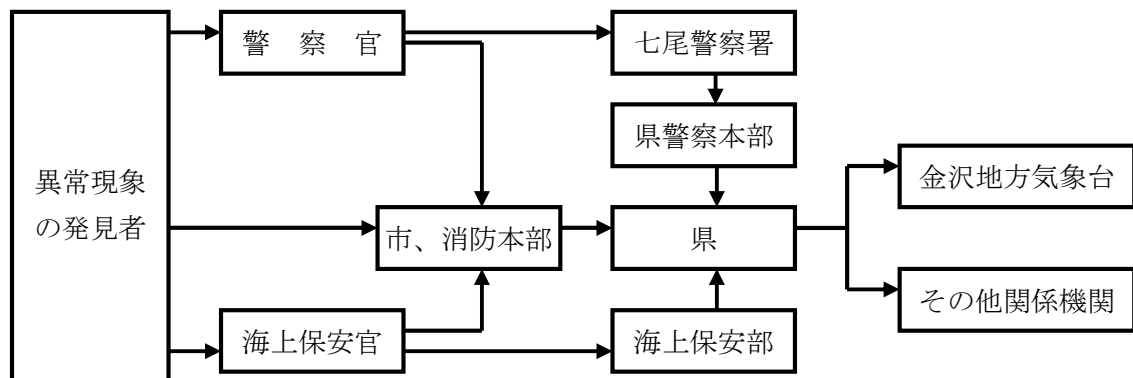 警 察 官
七尾警察署
県警察本部
異常現象
の発見者
金沢地方気象台
市、消防本部
県
その他関係機関
海上保安官
海上保安部